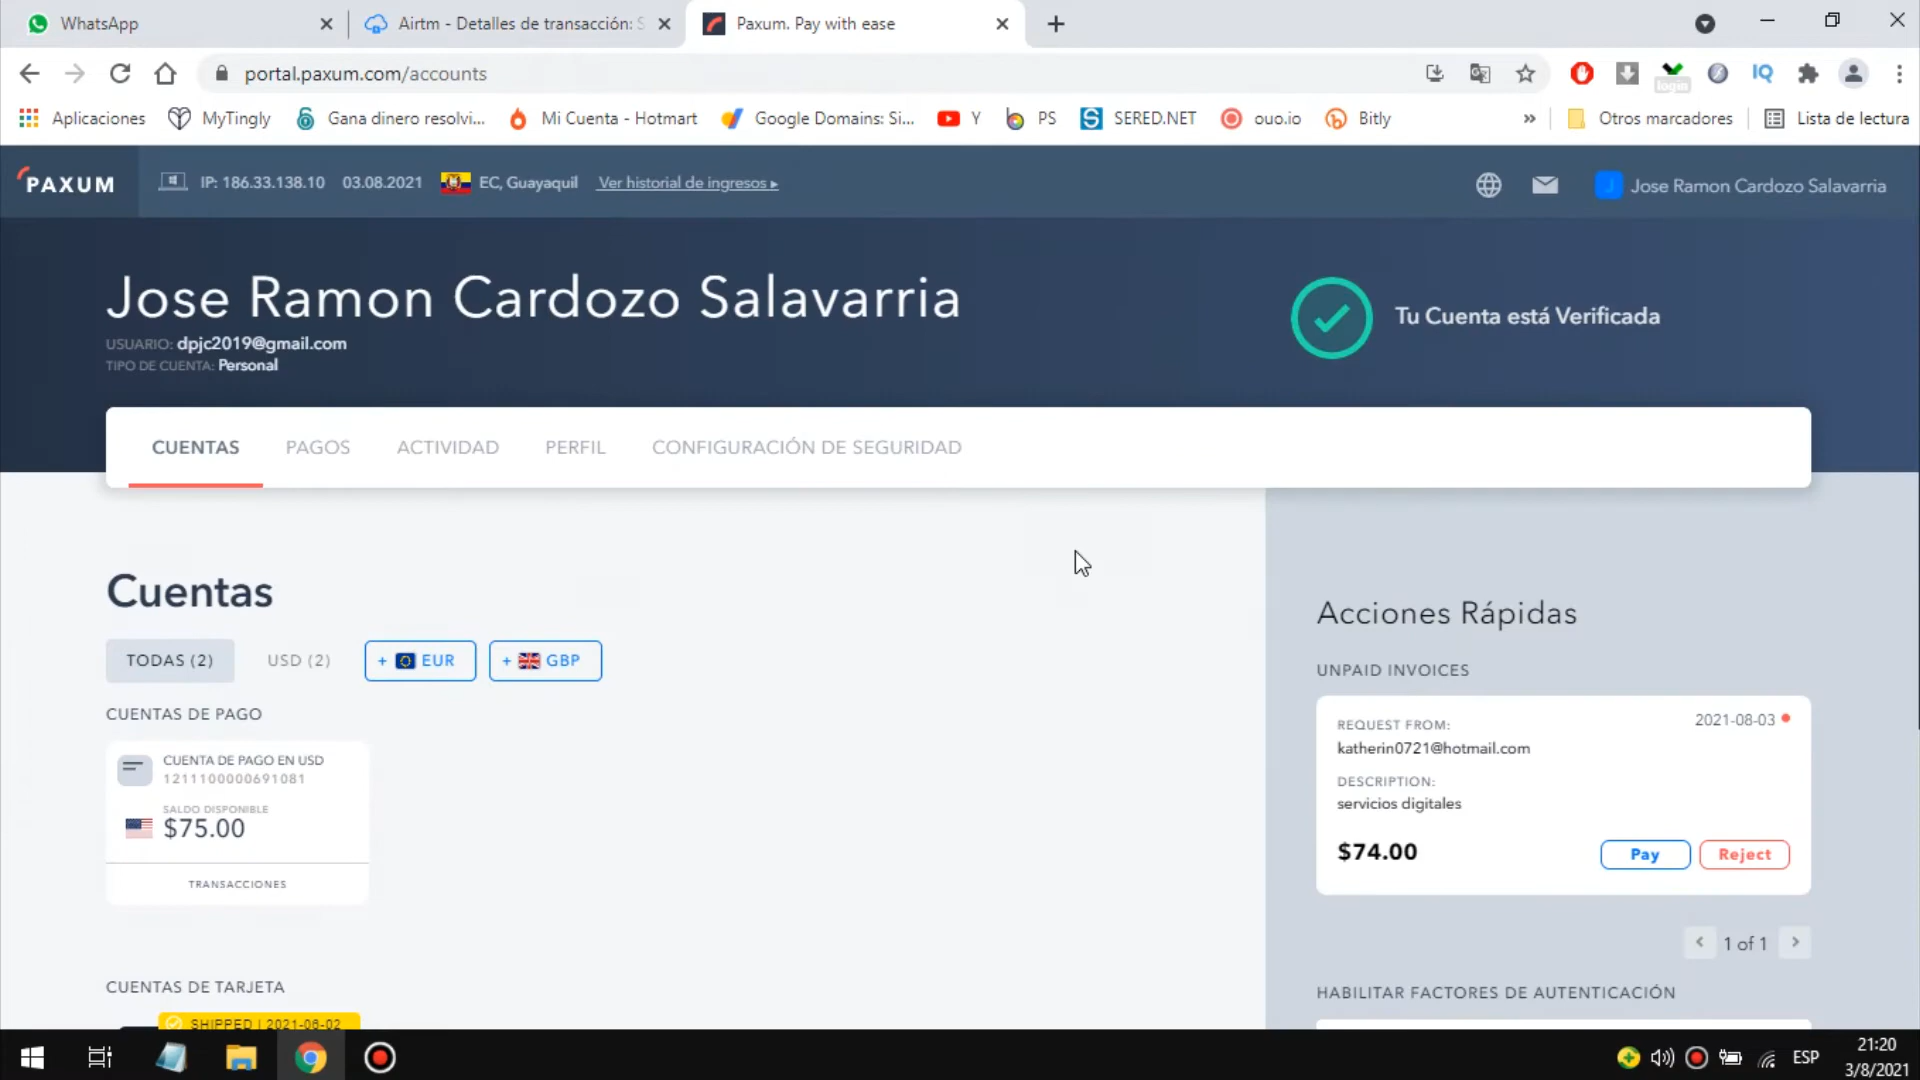 WhatsApp
Airtm - Detalles de transacción: S
Paxum. Pay with ease
portal.paxum.com/accounts
login
IQ
Aplicaciones
MyTingly
Gana dinero resolvi...
Mi Cuenta - Hotmart
Google Domains: Si...
Y
PS
SERED.NET
ouo.io
Bitly
»
Otros marcadores
Lista de lectura
PAXUM
IP: 186.33.138.10 03.08.2021 EC, Guayaquil Ver historial de ingresos ▸
J Jose Ramon Cardozo Salavarria
Jose Ramon Cardozo Salavarria
USUARIO: dpjc2019@gmail.com
TIPO DE CUENTA: Personal
Tu Cuenta está Verificada
CUENTAS PAGOS ACTIVIDAD PERFIL CONFIGURACIÓN DE SEGURIDAD
Cuentas
TODAS (2) USD (2) + EUR + GBP
CUENTAS DE PAGO
CUENTA DE PAGO EN USD
1211100000691081
SALDO DISPONIBLE
$75.00
TRANSACCIONES
CUENTAS DE TARJETA
SHIPPED | 2021-06-02
Acciones Rápidas
UNPAID INVOICES
REQUEST FROM: 2021-08-03
katherin0721@hotmail.com
DESCRIPTION:
servicios digitales
$74.00 Pay Reject
< 1 of 1 >
HABILITAR FACTORES DE AUTENTICACIÓN
ESP
21:20
3/8/2021